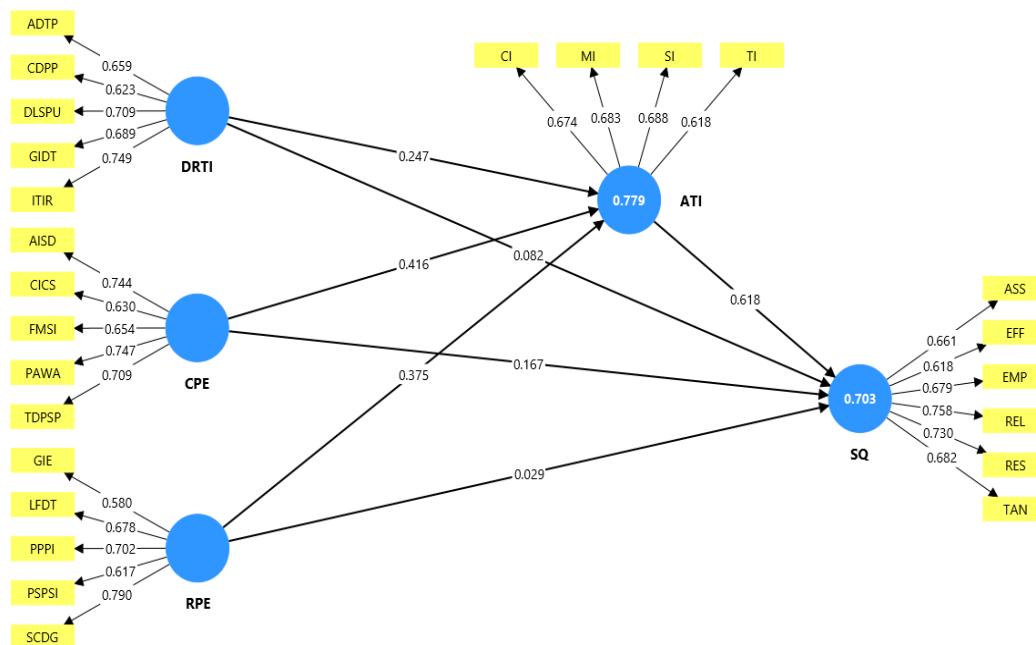 ADTP
CDPP
DLSPU
GIDT
ITIR
0.659
0.623
0.709
0.689
0.749
DRTI
AISD
CICS
FMSI
PAWA
TDPSP
0.744
0.630
0.654
0.747
0.709
CPE
GIE
LFDT
PPPI
PSPSI
SCDG
0.580
0.678
0.702
0.617
0.790
RPE
0.247
0.082
0.416
0.167
0.375
0.029
CI
MI
SI
TI
0.674
0.683
0.688
0.618
0.779
ATI
0.618
0.703
SQ
0.661
0.618
0.679
0.758
0.730
0.682
ASS
EFF
EMP
REL
RES
TAN